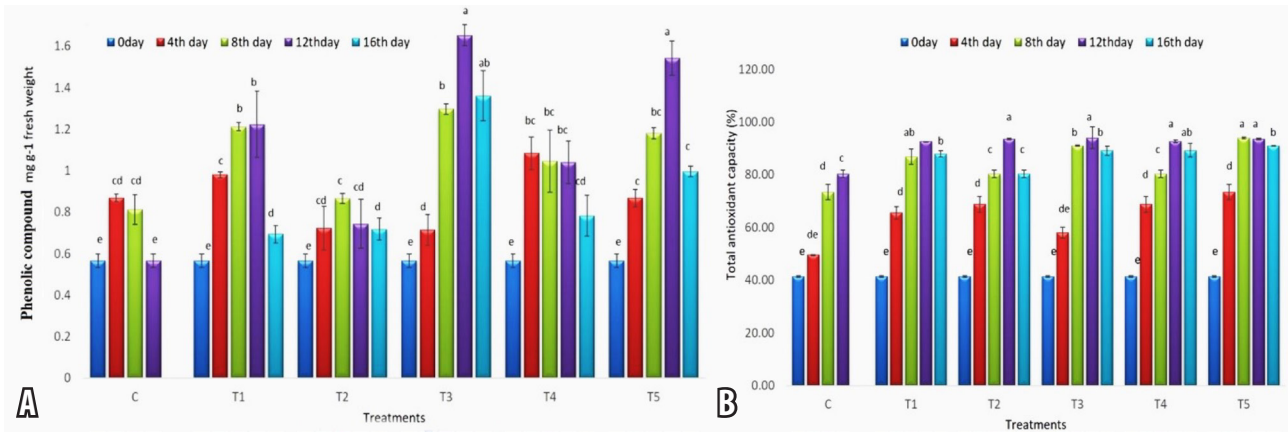 0day 4th day 8th day 12thday 16th day
Phenolic compound mg g-1 fresh weight
1.6
1.4
1.2
1
0.8
0.6
0.4
0.2
0
e cd cd e
e c b b d
e cd c cd d
e d b a ab
e bc bc bc cd
e d bc a c
C T1 T2 T3 T4 T5
Treatments
A
0day 4th day 8th day 12thday 16th day
Total antioxidant capacity (%)
120.00
100.00
80.00
60.00
40.00
20.00
0.00
e de d c
e d ab a b
e d c a c
e de b a b
e d c a ab
e d a a b
C T1 T2 T3 T4 T5
Treatments
B